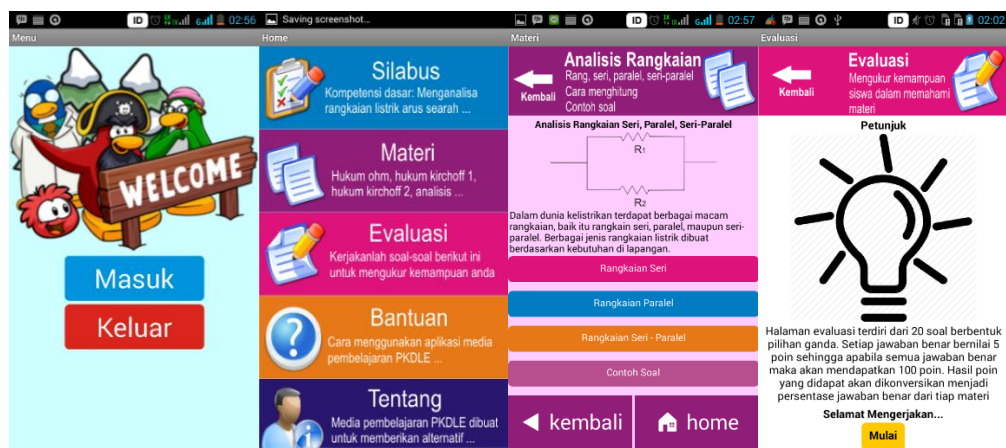 ID
02:56
Menu
WELCOME
Masuk
Keluar
Saving screenshot...
Home
Silabus
Kompetensi dasar: Menganalisa
rangkaian listrik arus searah ...
Materi
Hukum ohm, hukum kirchoff 1,
hukum kirchoff 2, analisis ...
Evaluasi
Kerjakanlah soal-soal berikut ini
untuk mengukur kemampuan anda
Bantuan
Cara menggunakan aplikasi media
pembelajaran PKDLE ...
Tentang
Media pembelajaran PKDLE dibuat
untuk memberikan alternatif ...
ID
02:57
Materi
Kembali
Analisis Rangkaian
Rang, seri, paralel, seri-paralel
Cara menghitung
Contoh soal
Analisis Rangkaian Seri, Paralel, Seri-Paralel
R1
R2
Dalam dunia kelistrikan terdapat berbagai macam
rangkaian, baik itu rangkain seri, paralel, maupun seri-
paralel. Berbagai jenis rangkaian listrik dibuat
berdasarkan kebutuhan di lapangan.
Rangkaian Seri
Rangkaian Paralel
Rangkaian Seri - Paralel
Contoh Soal
kembali
home
ID
02:02
Evaluasi
Kembali
Evaluasi
Mengukur kemampuan
siswa dalam memahami
materi
Petunjuk
Halaman evaluasi terdiri dari 20 soal berbentuk
pilihan ganda. Setiap jawaban benar bernilai 5
poin sehingga apabila semua jawaban benar
maka akan mendapatkan 100 poin. Hasil poin
yang didapat akan dikonversikan menjadi
persentase jawaban benar dari tiap materi
Selamat Mengerjakan...
Mulai